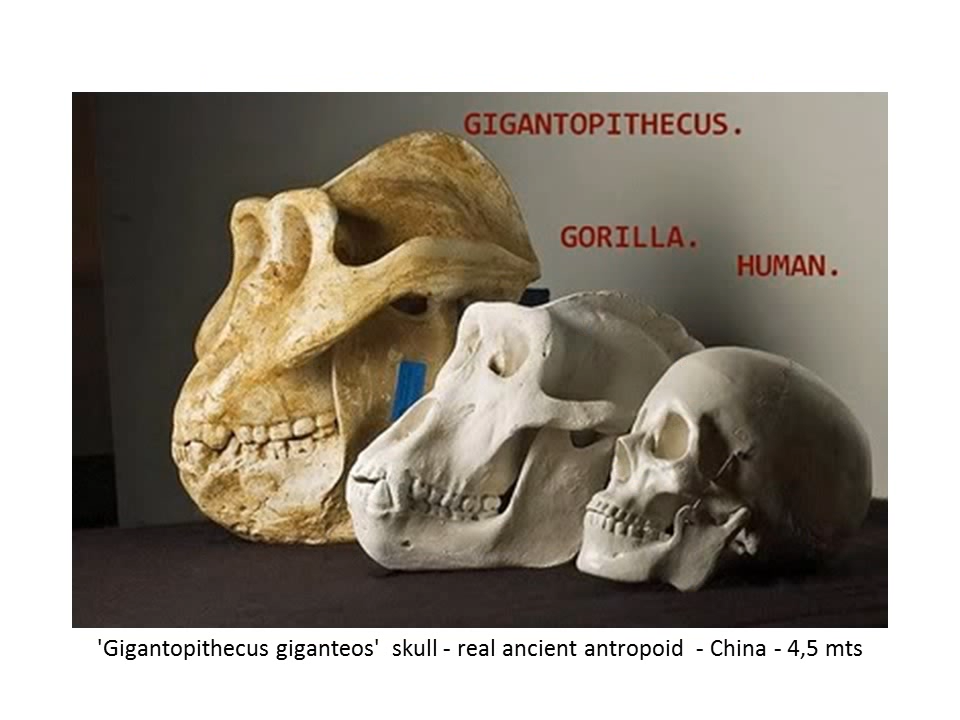 GIGANTOPITHECUS.
GORILLA.
HUMAN.
'Gigantopithecus giganteos' skull - real ancient antropoid - China - 4,5 mts